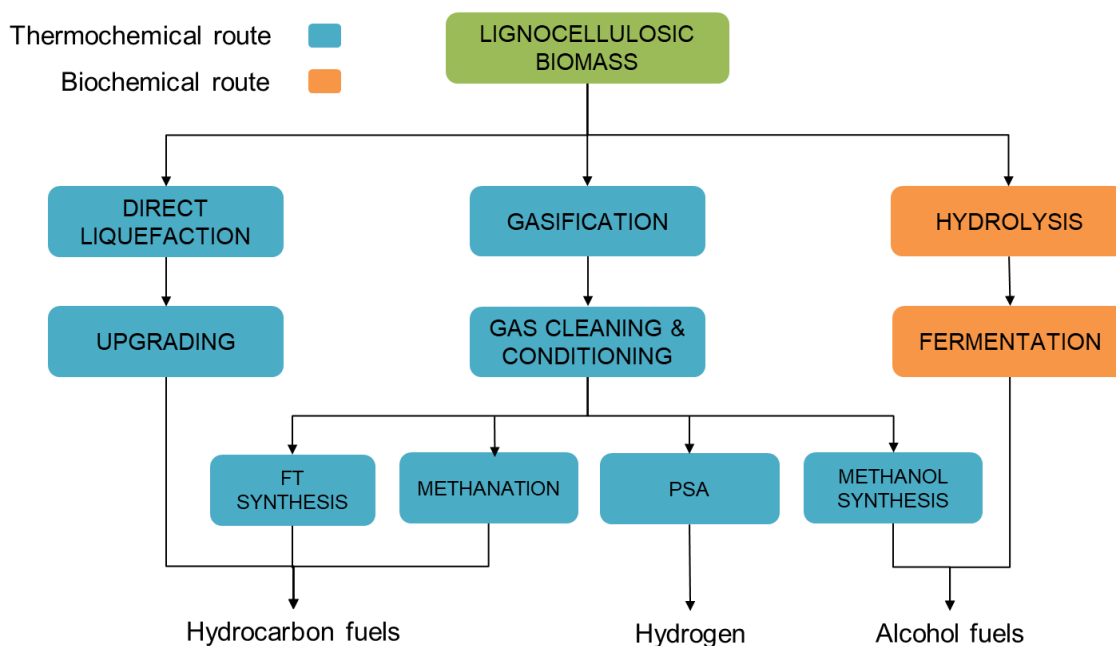 Thermochemical route
Biochemical route
LIGNOCELLULOSIC
BIOMASS
DIRECT
LIQUEFACTION
GASIFICATION
HYDROLYSIS
UPGRADING
GAS CLEANING &
CONDITIONING
FERMENTATION
FT
SYNTHESIS
METHANATION
PSA
METHANOL
SYNTHESIS
Hydrocarbon fuels
Hydrogen
Alcohol fuels